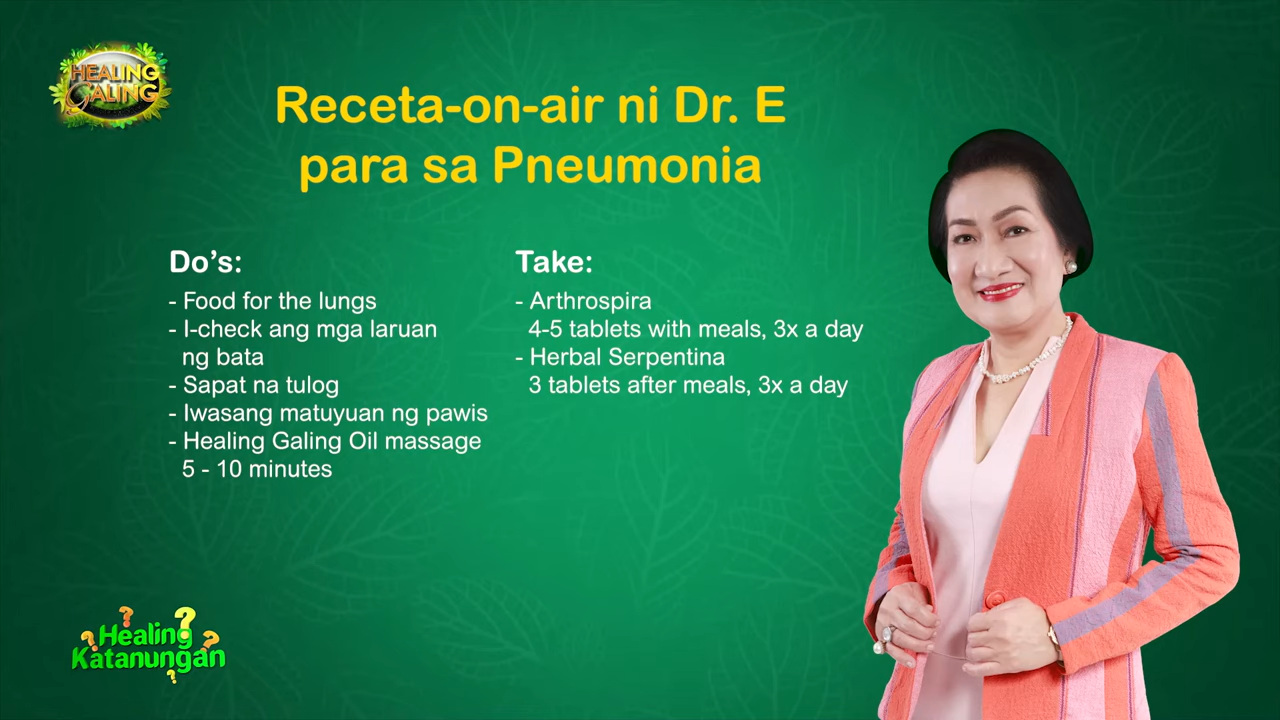 HEALING
GALING
Receta-on-air ni Dr. E
para sa Pneumonia
Do’s:
- Food for the lungs
- I-check ang mga laruan
ng bata
- Sapat na tulog
- Iwasang matuyuan ng pawis
- Healing Galing Oil massage
5 - 10 minutes
Take:
- Arthrospira
4-5 tablets with meals, 3x a day
- Herbal Serpentina
3 tablets after meals, 3x a day
Healing
Katanungan